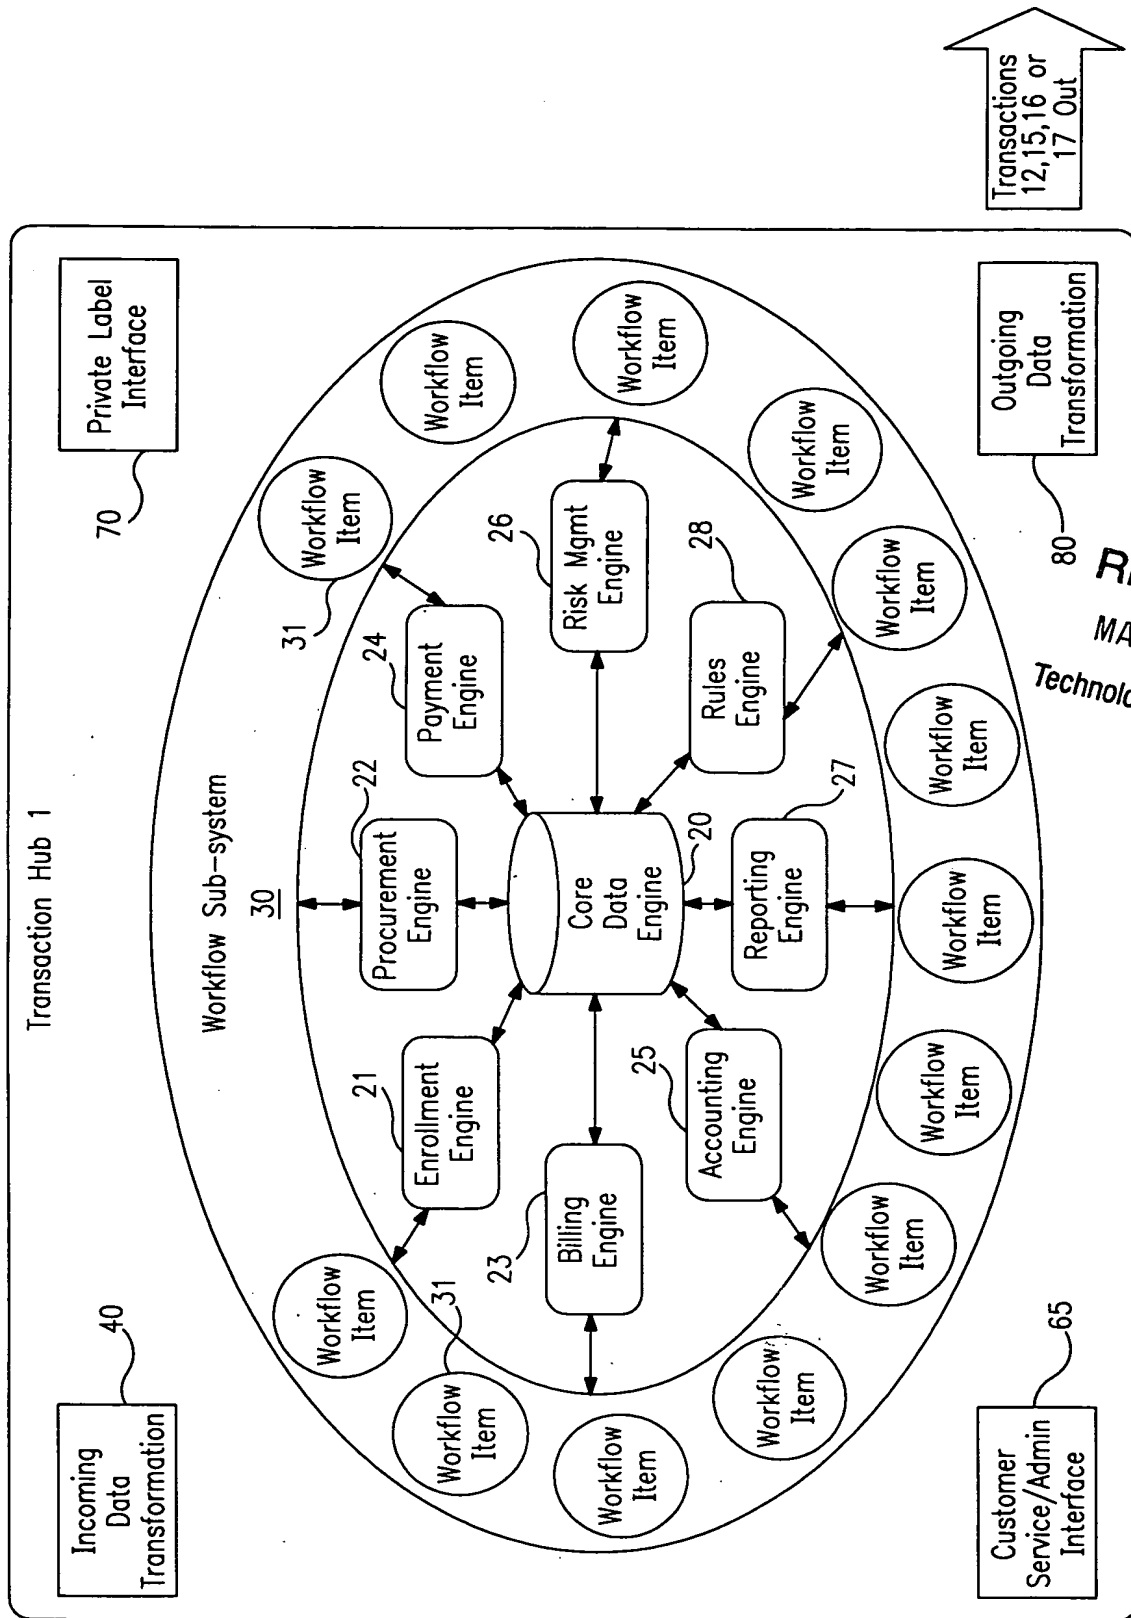 Transaction Hub 1
Incoming
Data
Transformation
40
Private Label
Interface
70
Workflow Sub-system
30
Workflow
Item
Workflow
Item
31
Workflow
Item
Workflow
Item
31
Workflow
Item
Workflow
Item
Enrollment
Engine
21
Procurement
Engine
22
Payment
Engine
24
Billing
Engine
23
Core
Data
Engine
20
Risk Mgmt
Engine
26
Accounting
Engine
25
Reporting
Engine
27
Rules
Engine
28
Workflow
Item
Workflow
Item
Workflow
Item
Workflow
Item
Workflow
Item
Workflow
Item
Workflow
Item
Customer
Service/Admin
Interface
65
Outgoing
Data
Transformation
80
Transactions
12,15,16 or
17 Out
MA
Technolo